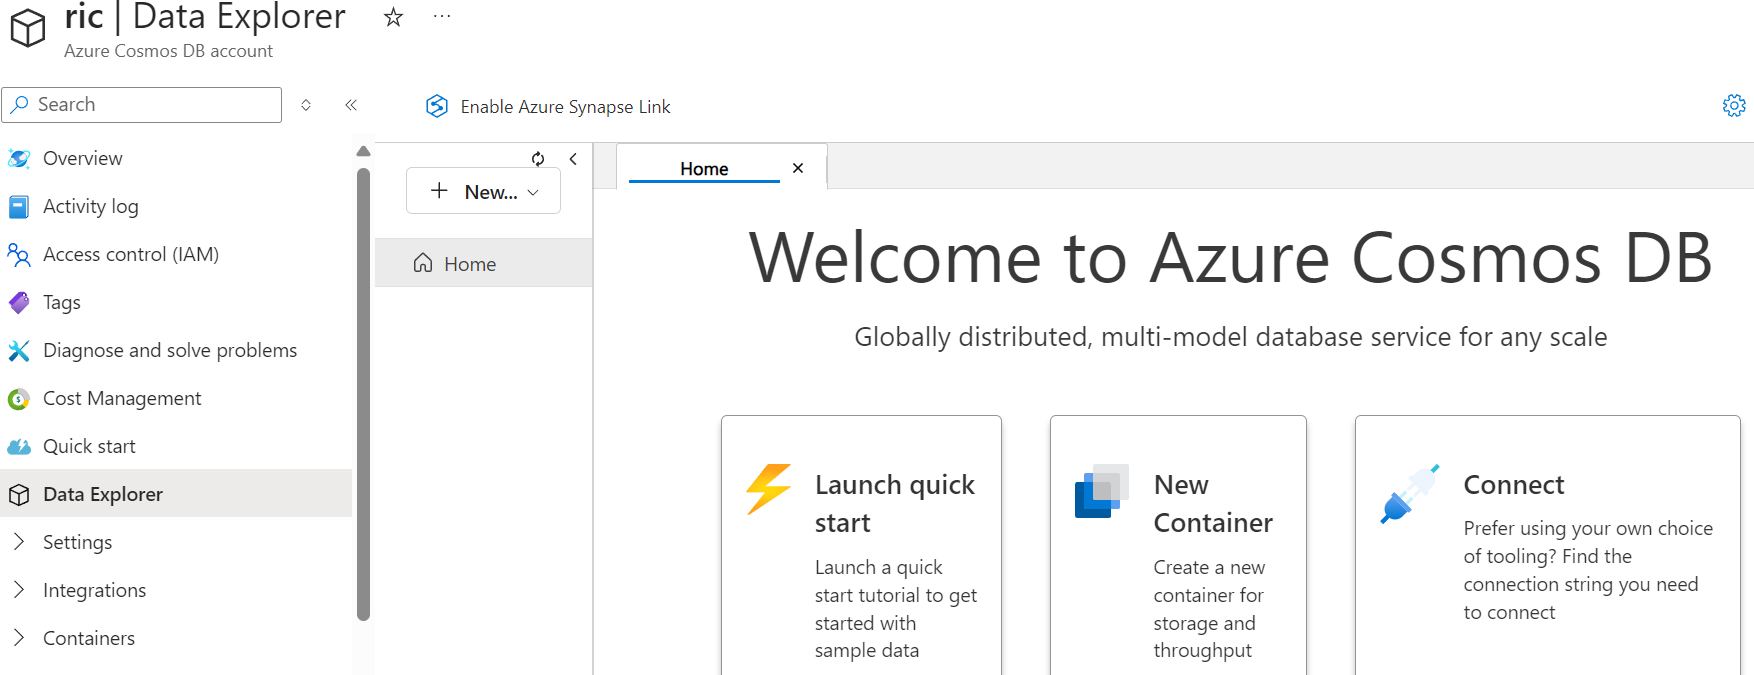 ric | Data Explorer
Azure Cosmos DB account
Search
Enable Azure Synapse Link
Overview
Activity log
Access control (IAM)
Tags
Diagnose and solve problems
Cost Management
Quick start
Data Explorer
Settings
Integrations
Containers
New...
Home
Home
Welcome to Azure Cosmos DB
Globally distributed, multi-model database service for any scale
Launch quick
start
Launch a quick
start tutorial to get
started with
sample data
New
Container
Create a new
container for
storage and
throughput
Connect
Prefer using your own choice
of tooling? Find the
connection string you need
to connect